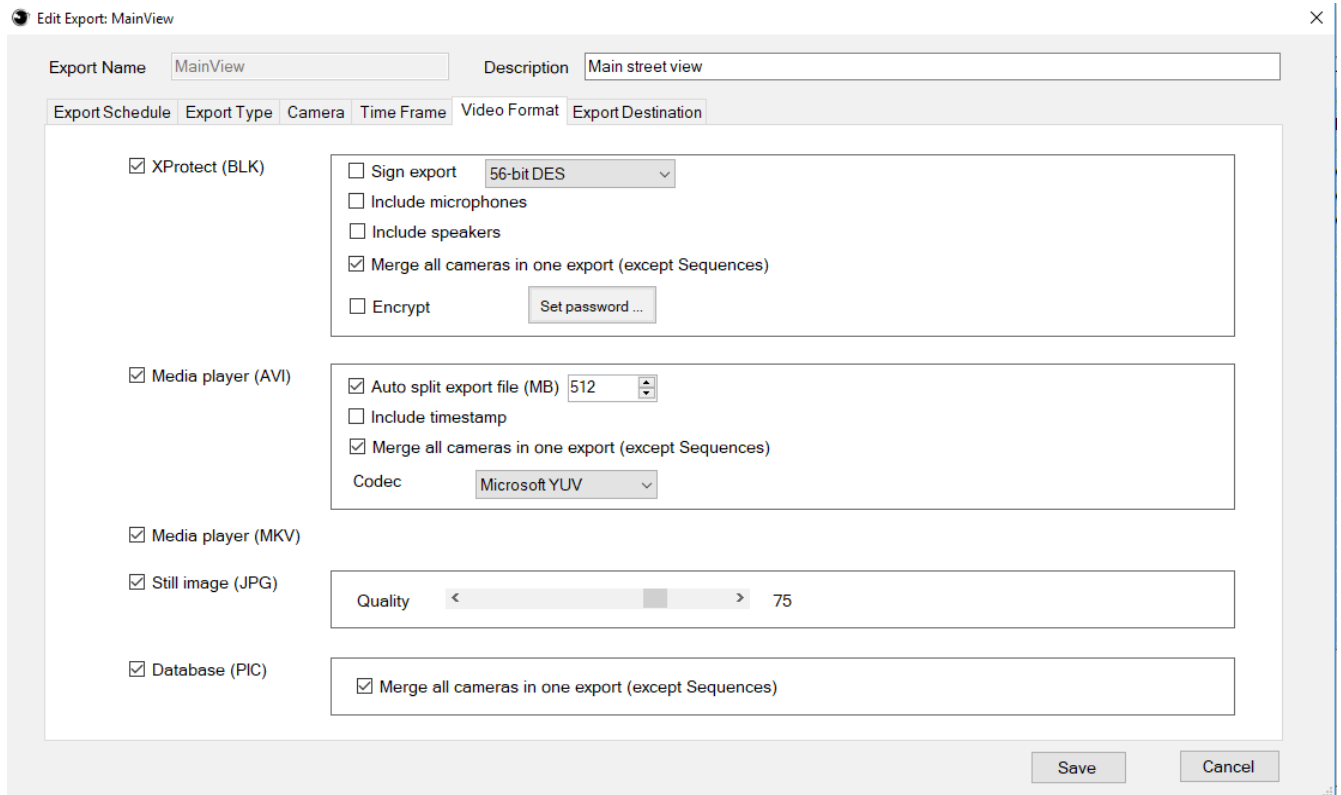 Edit Export: MainView
Export Name MainView Description Main street view
Export Schedule Export Type Camera Time Frame Video Format Export Destination
XProtect (BLK)
Sign export 56-bit DES
Include microphones
Include speakers
Merge all cameras in one export (except Sequences)
Encrypt Set password ...
Media player (AVI)
Auto split export file (MB) 512
Include timestamp
Merge all cameras in one export (except Sequences)
Codec Microsoft YUV
Media player (MKV)
Still image (JPG)
Quality 75
Database (PIC)
Merge all cameras in one export (except Sequences)
Save Cancel